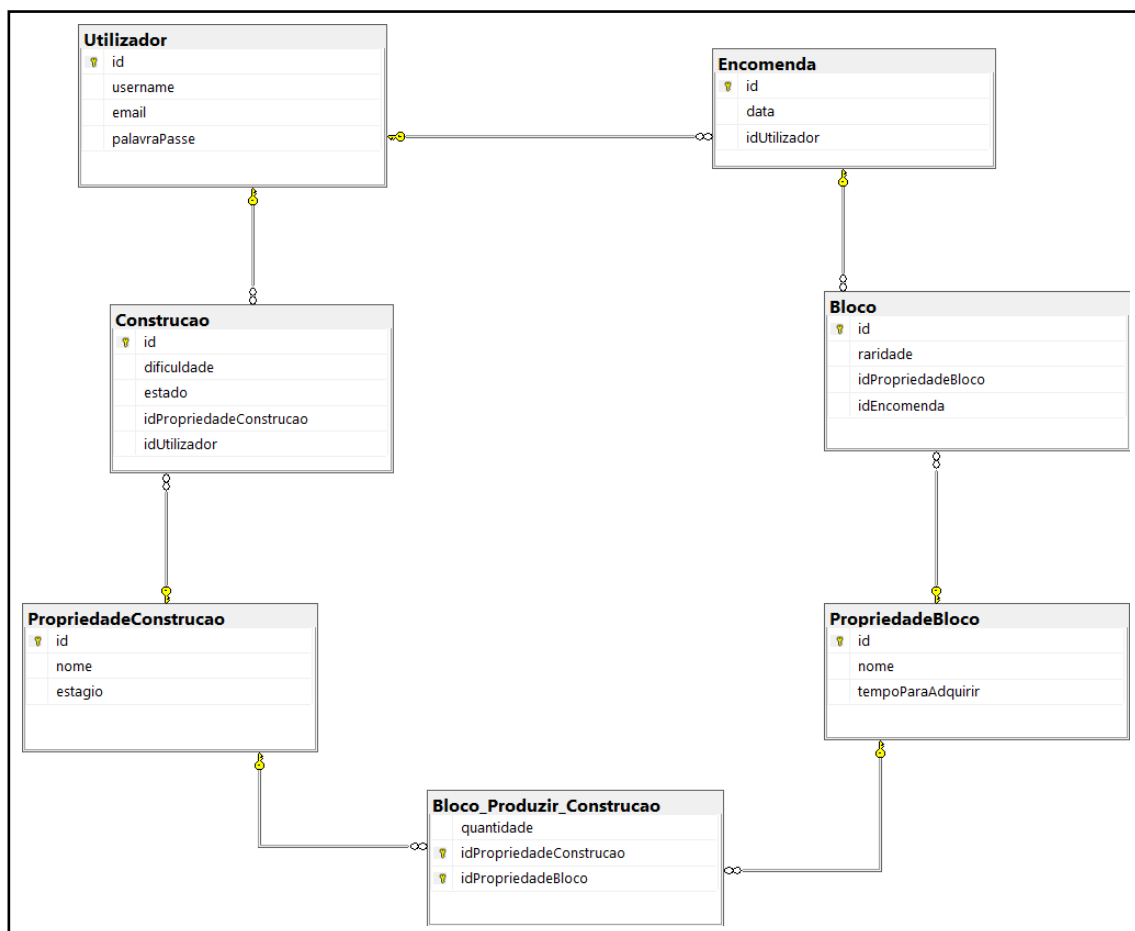 Utilizador
id
username
email
palavraPasse
Encomenda
id
data
idUtilizador
Construcao
id
dificuldade
estado
idPropriedadeConstrucao
idUtilizador
Bloco
id
raridade
idPropriedadeBloco
idEncomenda
PropriedadeConstrucao
id
nome
estagio
PropriedadeBloco
id
nome
tempoParaAdquirir
Bloco_Produzir_Construcao
quantidade
idPropriedadeConstrucao
idPropriedadeBloco